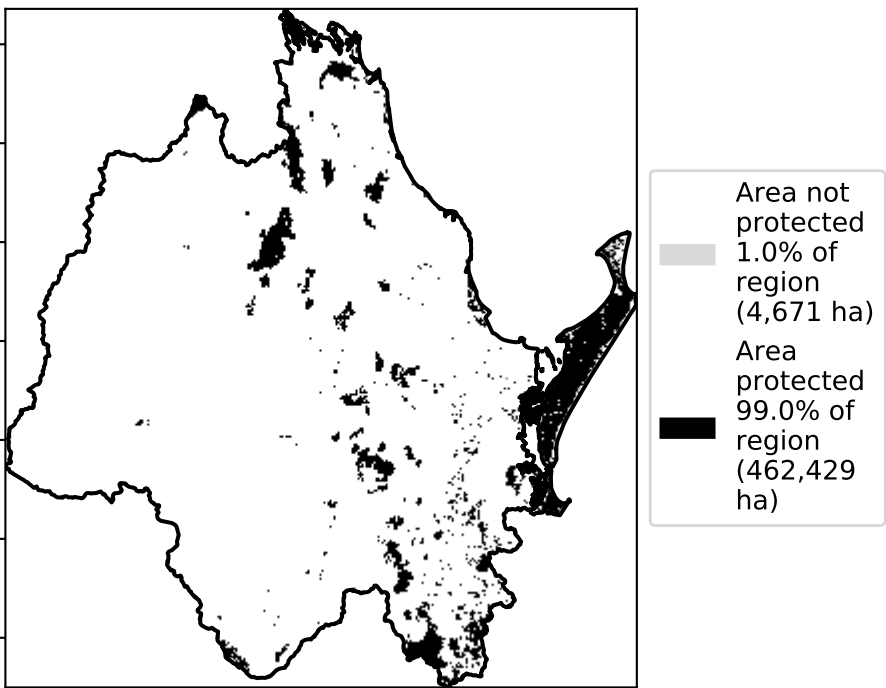 Area not
protected
1.0% of
region
(4,671 ha)
Area
protected
99.0% of
region
(462,429
ha)